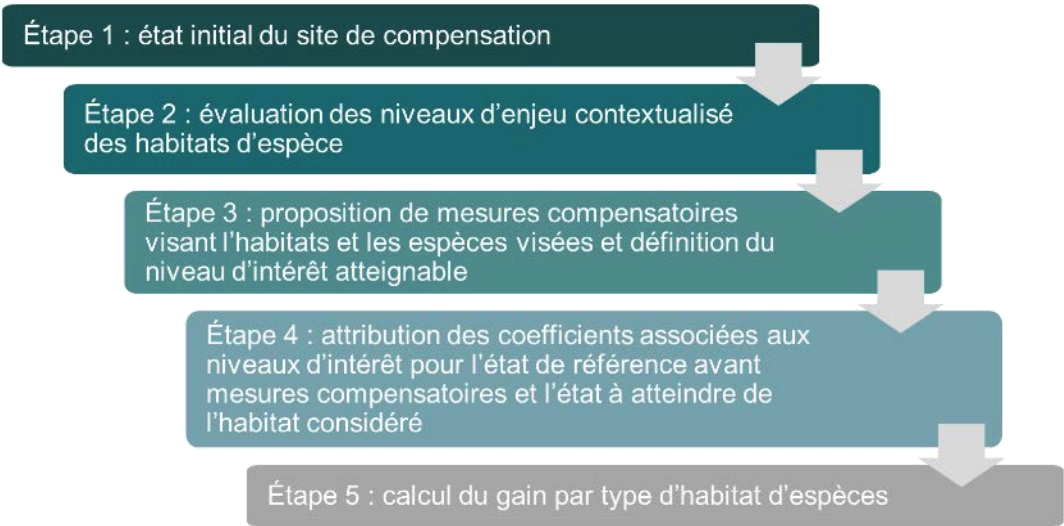 Étape 1 : état initial du site de compensation
Étape 2 : évaluation des niveaux d'enjeu contextualisé
des habitats d'espèce
Étape 3 : proposition de mesures compensatoires
visant l'habitats et les espèces visées et définition du
niveau d'intérêt atteignable
Étape 4 : attribution des coefficients associées aux
niveaux d'intérêt pour l'état de référence avant
mesures compensatoires et l'état à atteindre de
l'habitat considéré
Étape 5 : calcul du gain par type d'habitat d'espèces